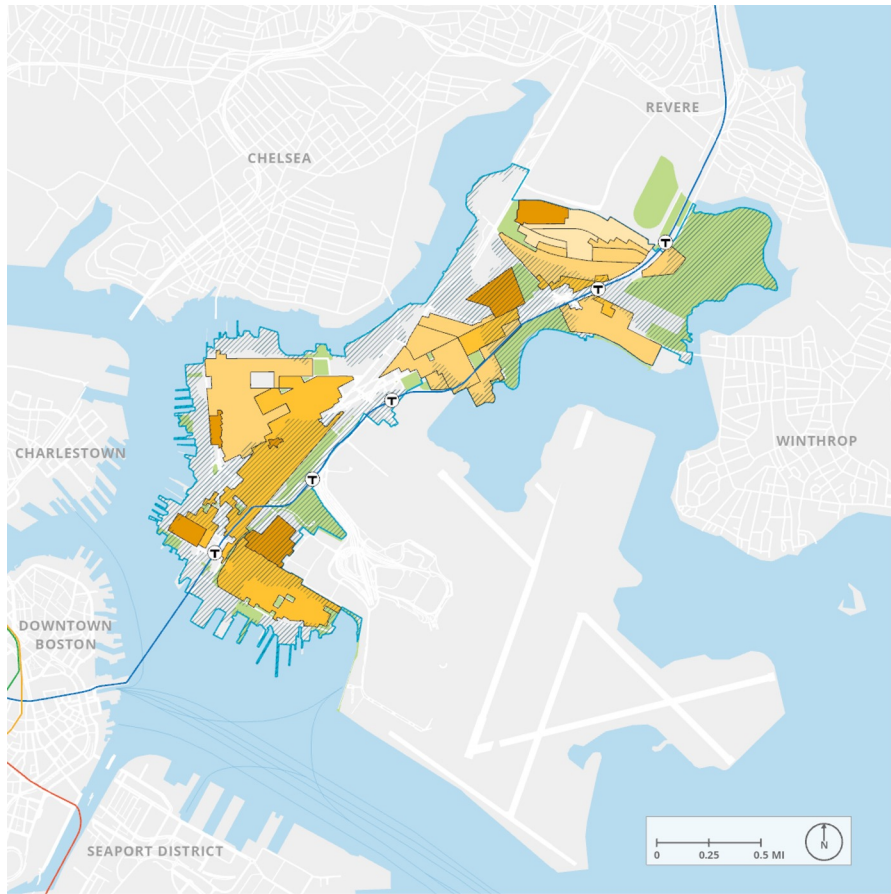 REVERE
CHELSEA
T
T
T
WINTHROP
CHARLESTOWN
T
T
DOWNTOWN
BOSTON
SEAPORT DISTRICT
N
0 0.25 0.5 MI